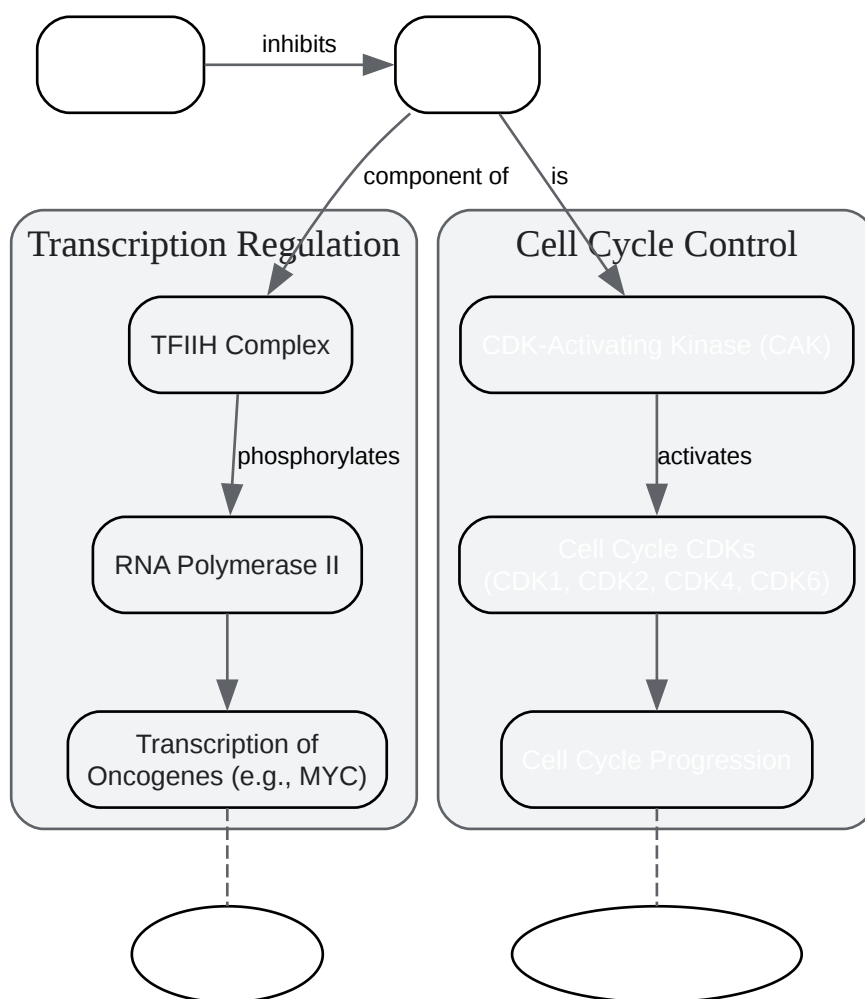 inhibits
component of
is
Transcription Regulation
Cell Cycle Control
TFIIH Complex
CDK-Activating Kinase (CAK)
phosphorylates
activates
RNA Polymerase II
Cell Cycle CDKs
(CDK1, CDK2, CDK4, CDK6)
Transcription of
Oncogenes (e.g., MYC)
Cell Cycle Progression